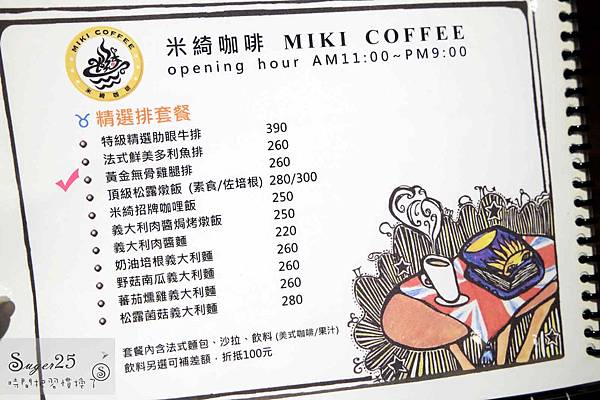 MIKI COFFEE
米綺咖啡
米綺咖啡 MIKI COFFEE
opening hour AM11:00~PM9:00
精選排套餐
特級精選肋眼牛排 390
法式鮮美多利魚排 260
黃金無骨雞腿排 260
頂級松露燉飯 (素食/佐培根) 280/300
米綺招牌咖哩飯 250
義大利肉醬焗烤燉飯 250
義大利肉醬麵 220
奶油培根義大利麵 260
野菇南瓜義大利麵 260
蕃茄燻雞義大利麵 260
松露菌菇義大利麵 280
套餐內含法式麵包、沙拉、飲料 (美式咖啡/果汁)
飲料另選可補差額，折抵100元
Suger25
時間把習慣換了